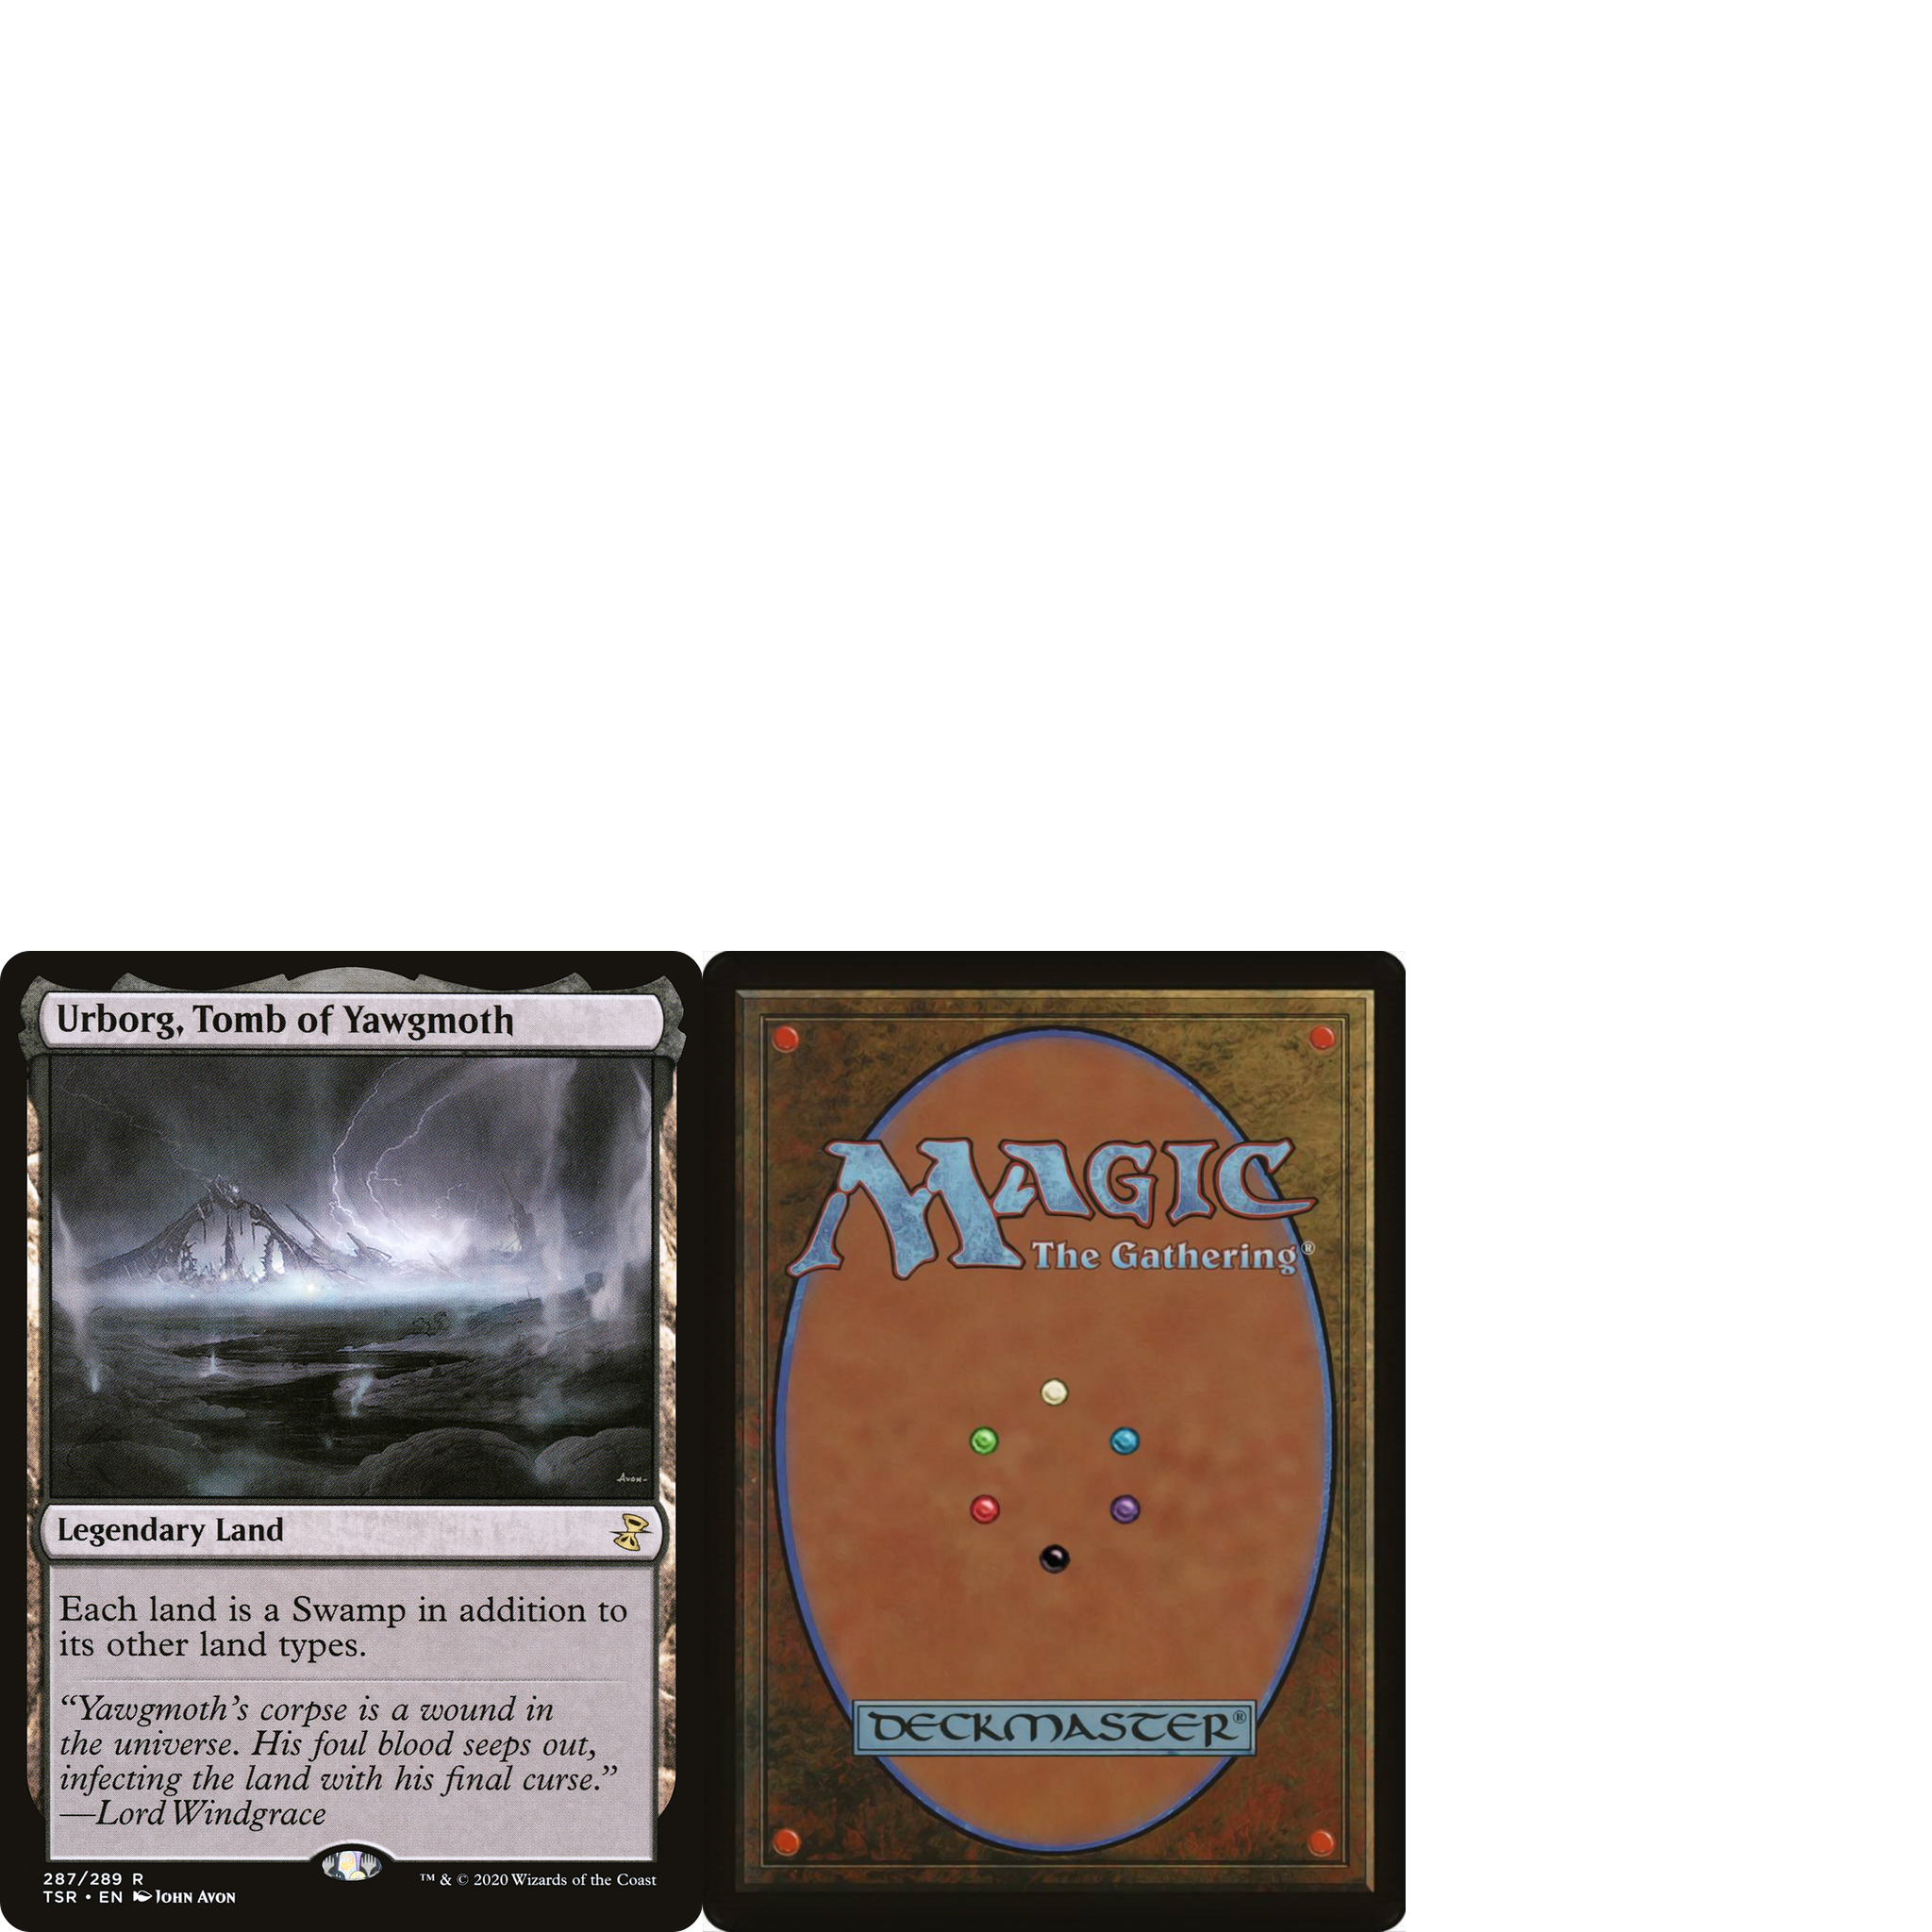 Urborg, Tomb of Yawgmoth
Avon-
Legendary Land
Each land is a Swamp in addition to
its other land types.
“Yawgmoth’s corpse is a wound in
the universe. His foul blood seeps out,
infecting the land with his final curse.”
—Lord Windgrace
287/289 R
TSR • EN John Avon
™ & © 2020 Wizards of the Coast
MAGIC
The Gathering®
DECKMASTER®